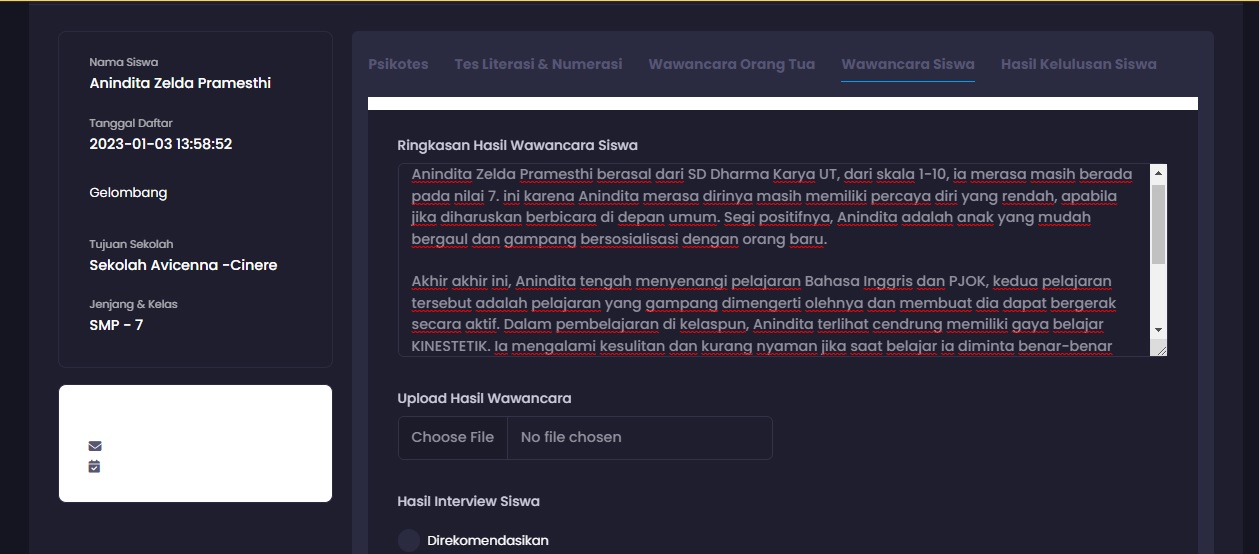 Nama Siswa
Anindita Zelda Pramesthi
Tanggal Daftar
2023-01-03 13:58:52
Gelombang
Tujuan Sekolah
Sekolah Avicenna -Cinere
Jenjang & Kelas
SMP - 7
Psikotes
Tes Literasi & Numerasi
Wawancara Orang Tua
Wawancara Siswa
Hasil Kelulusan Siswa
Ringkasan Hasil Wawancara Siswa
Anindita Zelda Pramesthi berasal dari SD Dharma Karya UT, dari skala 1-10, ia merasa masih berada
pada nilai 7. ini karena Anindita merasa dirinya masih memiliki percaya diri yang rendah, apabila
jika diharuskan berbicara di depan umum. Segi positifnya, Anindita adalah anak yang mudah
bergaul dan gampang bersosialisasi dengan orang baru.
Akhir akhir ini, Anindita tengah menyenangi pelajaran Bahasa Inggris dan PJOK, kedua pelajaran
tersebut adalah pelajaran yang gampang dimengerti olehnya dan membuat dia dapat bergerak
secara aktif. Dalam pembelajaran di kelaspun, Anindita terlihat cendrung memiliki gaya belajar
KINESTETIK. Ia mengalami kesulitan dan kurang nyaman jika saat belajar ia diminta benar-benar
Upload Hasil Wawancara
Choose File
No file chosen
Hasil Interview Siswa
Direkomendasikan